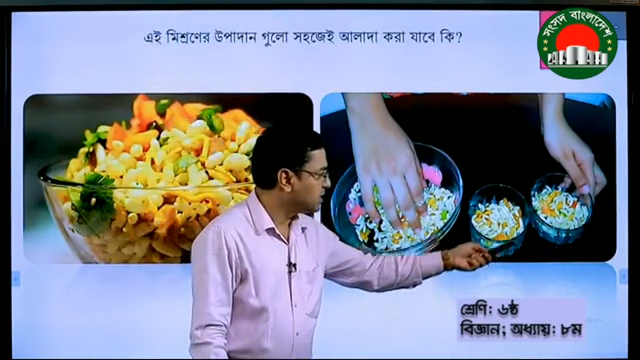 এই মিশ্রণের উপাদান গুলো সহজেই আলাদা করা যাবে কি?
সংসদ বাংলাদেশ
শ্রেণি: ৬ষ্ঠ
বিজ্ঞান; অধ্যায়: ৮ম